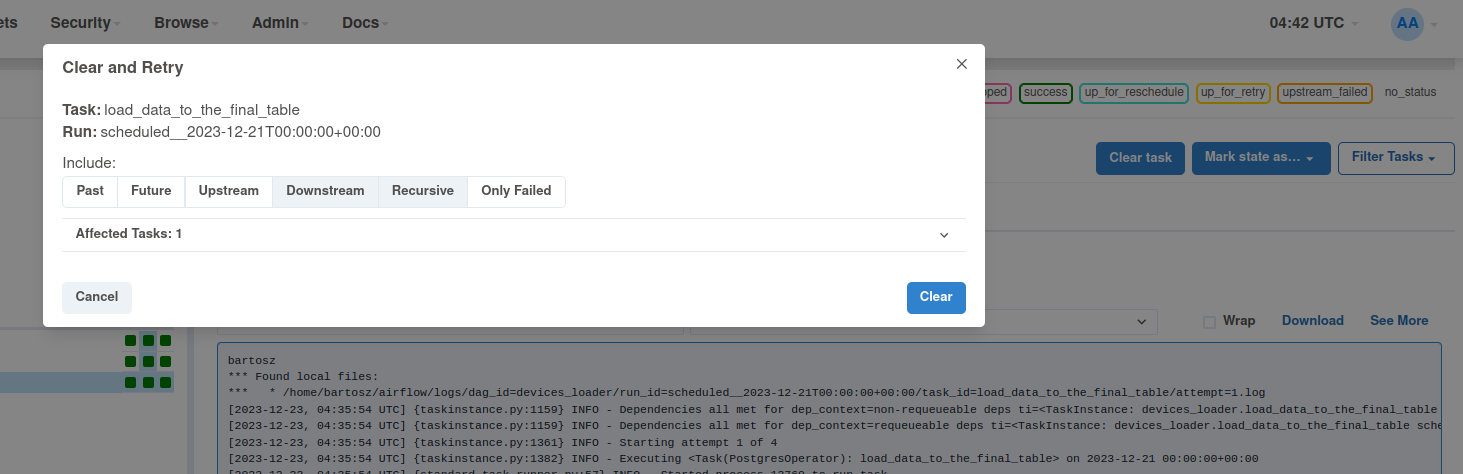 Security Browse Admin Docs 04:42 UTC AA
Clear and Retry
success up_for_reschedule up_for_retry upstream_failed no_status
Task: load_data_to_the_final_table
Run: scheduled__2023-12-21T00:00:00+00:00
Include:
Clear task Mark state as... Filter Tasks
Past Future Upstream Downstream Recursive Only Failed
Affected Tasks: 1
Cancel Clear
Wrap Download See More
bartosz
*** Found local files:
***   * /home/bartosz/airflow/logs/dag_id=devices_loader/run_id=scheduled__2023-12-21T00:00:00+00:00/task_id=load_data_to_the_final_table/attempt=1.log
[2023-12-23, 04:35:54 UTC] {taskinstance.py:1159} INFO - Dependencies all met for dep_context=non-requeueable deps ti=<TaskInstance: devices_loader.load_data_to_the_final_table
[2023-12-23, 04:35:54 UTC] {taskinstance.py:1159} INFO - Dependencies all met for dep_context=requeueable deps ti=<TaskInstance: devices_loader.load_data_to_the_final_table sche
[2023-12-23, 04:35:54 UTC] {taskinstance.py:1361} INFO - Starting attempt 1 of 4
[2023-12-23, 04:35:54 UTC] {taskinstance.py:1382} INFO - Executing <Task(PostgresOperator): load_data_to_the_final_table> on 2023-12-21 00:00:00+00:00